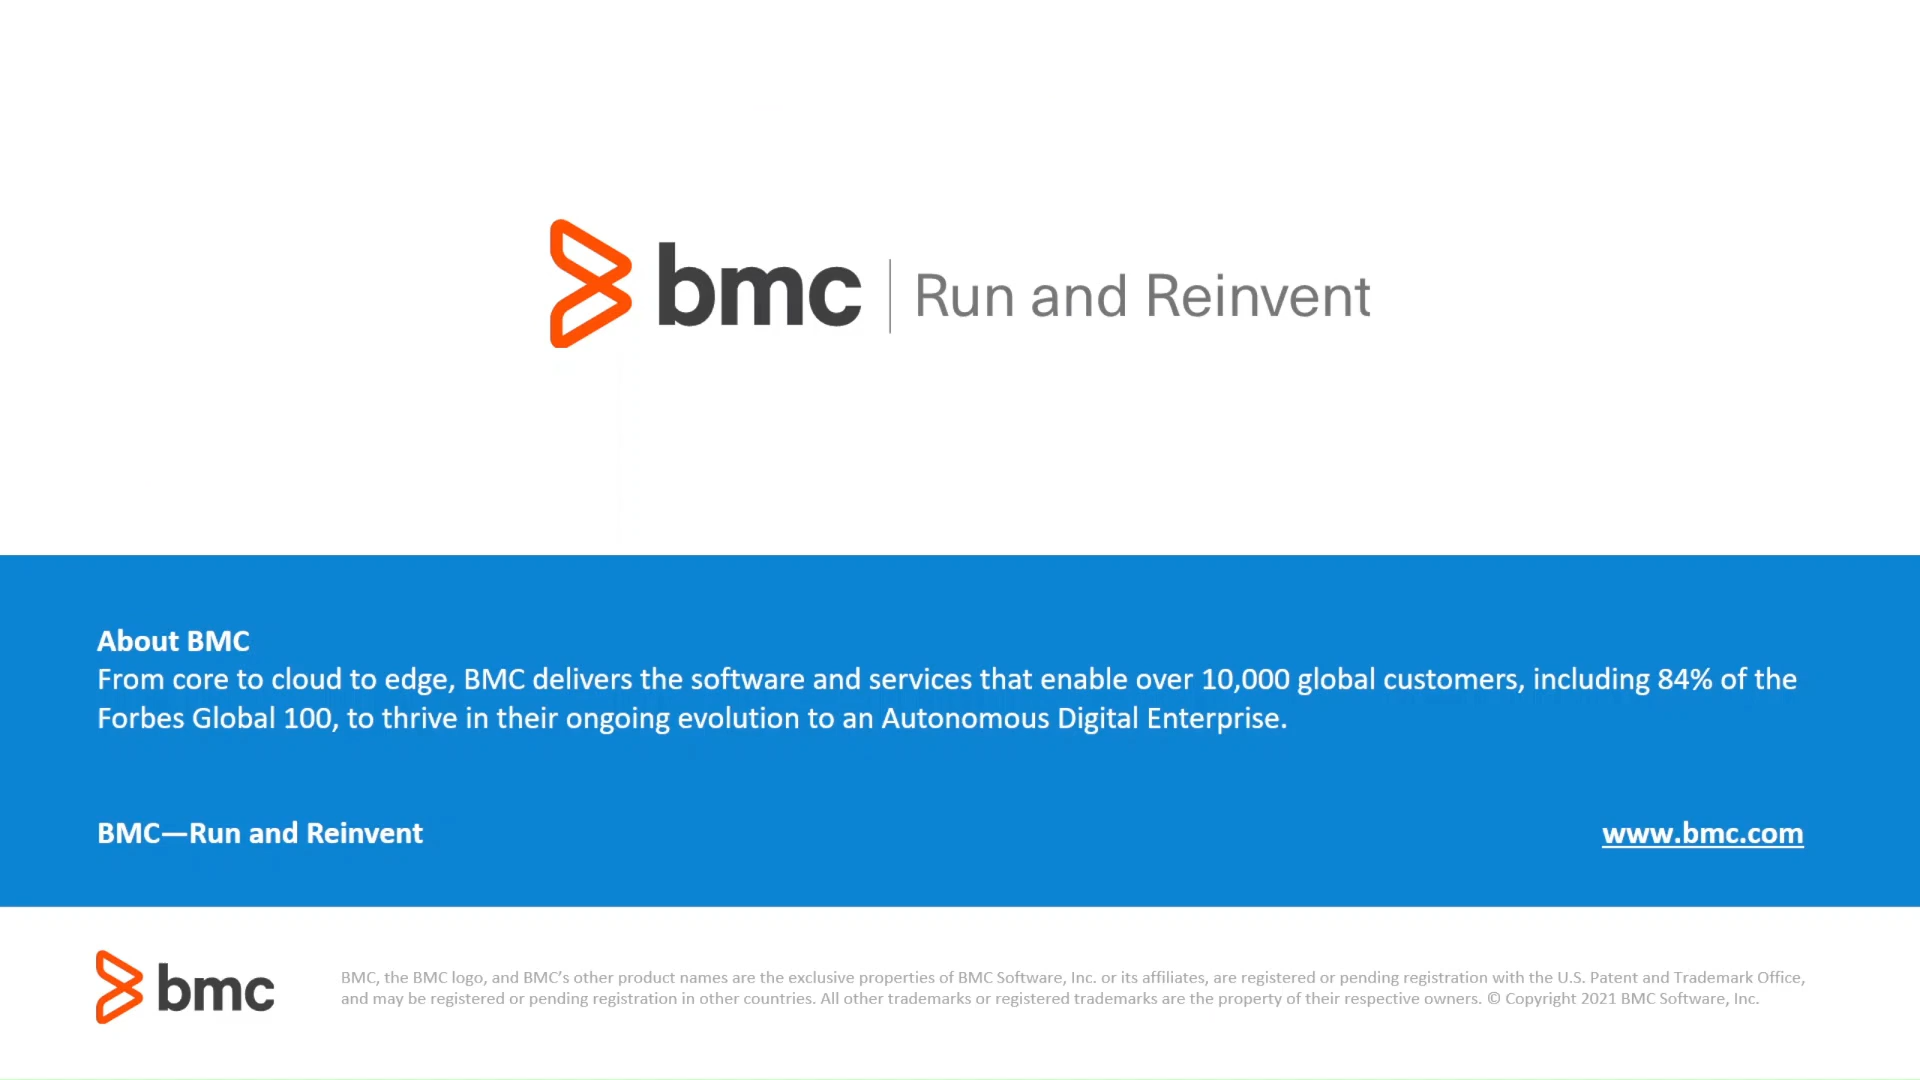 bmc | Run and Reinvent
About BMC
From core to cloud to edge, BMC delivers the software and services that enable over 10,000 global customers, including 84% of the
Forbes Global 100, to thrive in their ongoing evolution to an Autonomous Digital Enterprise.
BMC—Run and Reinvent
www.bmc.com
bmc
BMC, the BMC logo, and BMC’s other product names are the exclusive properties of BMC Software, Inc. or its affiliates, are registered or pending registration with the U.S. Patent and Trademark Office,
and may be registered or pending registration in other countries. All other trademarks or registered trademarks are the property of their respective owners. © Copyright 2021 BMC Software, Inc.